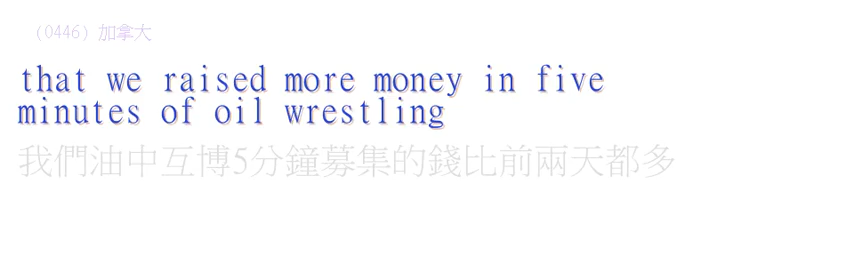 (0446) 加拿大
that we raised more money in five
minutes of oil wrestling
我們油中互博5分鐘募集的錢比前兩天都多